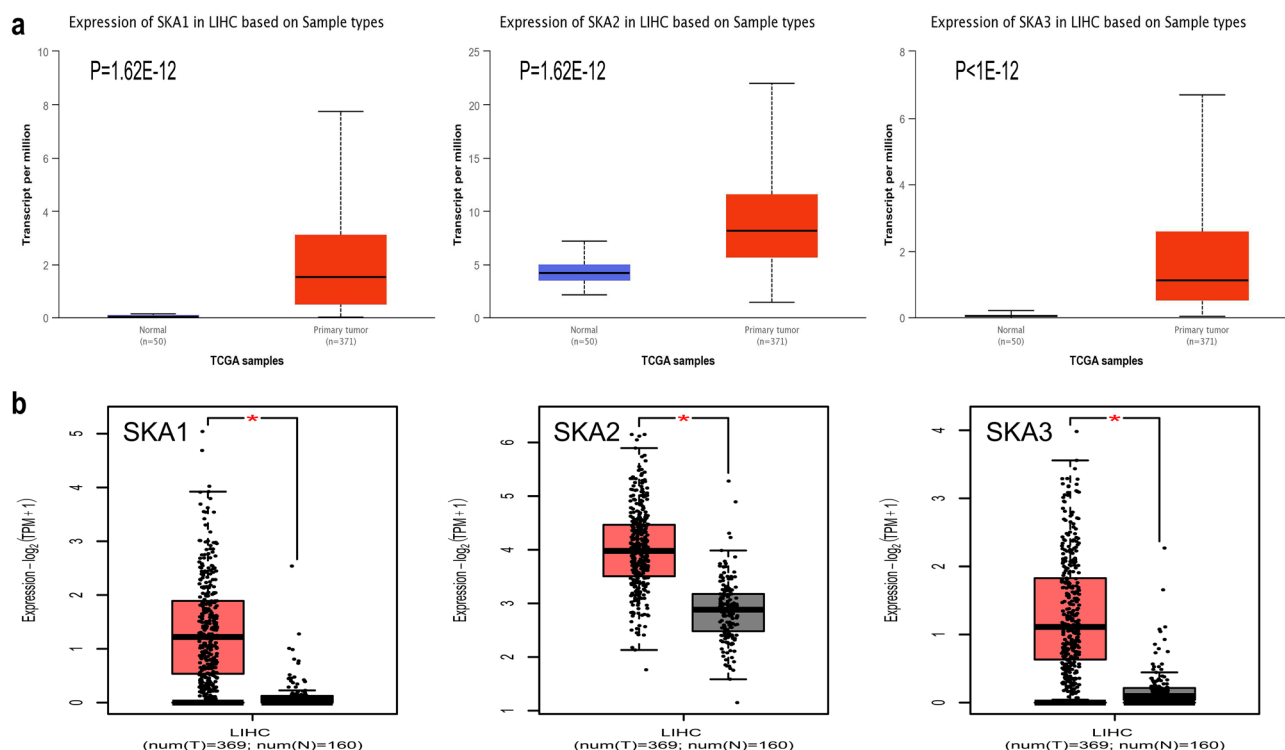 a
Expression of SKA1 in LIHC based on Sample types
P=1.62E-12
Transcript per million
10
8
6
4
2
0
Normal
(n=50)
Primary tumor
(n=371)
TCGA samples
Expression of SKA2 in LIHC based on Sample types
P=1.62E-12
Transcript per million
25
20
15
10
5
0
Normal
(n=50)
Primary tumor
(n=371)
TCGA samples
Expression of SKA3 in LIHC based on Sample types
P<1E-12
Transcript per million
8
6
4
2
0
Normal
(n=50)
Primary tumor
(n=371)
TCGA samples
b
SKA1
*
Expression – log₂ (TPM + 1)
5
4
3
2
1
0
LIHC
(num(T)=369; num(N)=160)
SKA2
*
Expression – log₂ (TPM + 1)
6
5
4
3
2
1
LIHC
(num(T)=369; num(N)=160)
SKA3
*
Expression – log₂ (TPM + 1)
4
3
2
1
0
LIHC
(num(T)=369; num(N)=160)